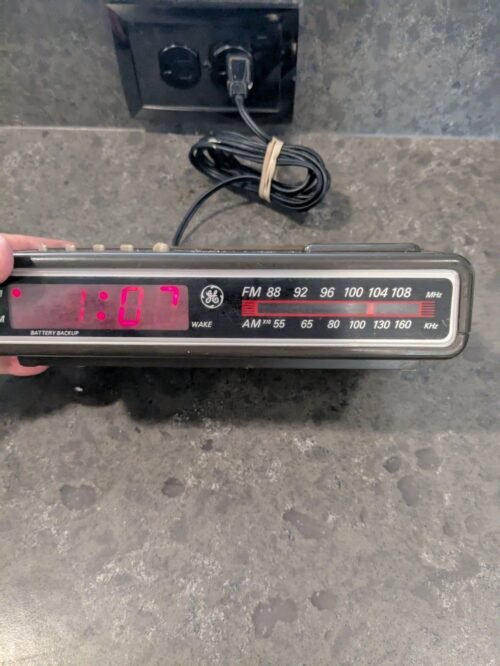 1:07
BATTERY BACKUP
GE
WAKE
FM 88 92 96 100 104 108 MHz
AM X10 55 65 80 100 130 160 KHz